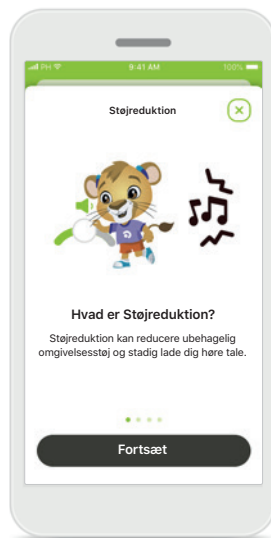 PH 9:41 AM 100%
Støjreduktion
Hvad er Støjreduktion?
Støjreduktion kan reducere ubehagelig
omgivelsesstøj og stadig lade dig høre tale.
Fortsæt